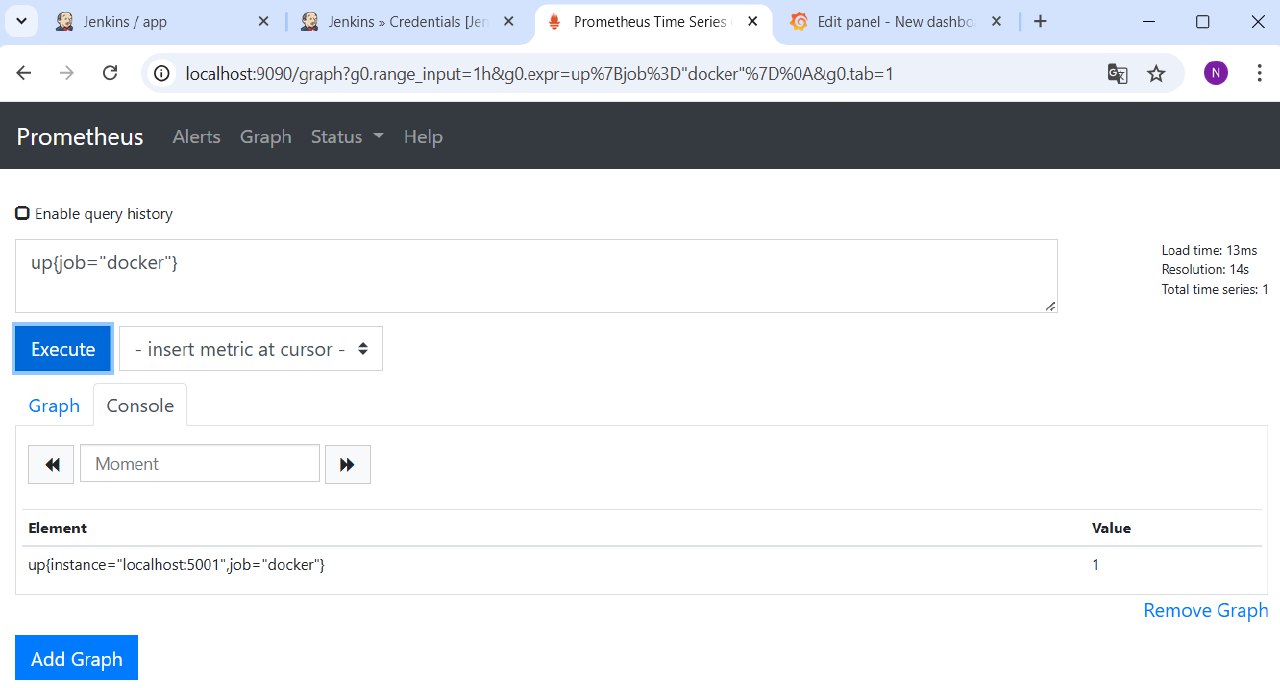 Jenkins / app
Jenkins » Credentials [Jen
Prometheus Time Series
Edit panel - New dashbo
localhost:9090/graph?g0.range_input=1h&g0.expr=up%7Bjob%3D"docker"%7D%0A&g0.tab=1
N
Prometheus Alerts Graph Status Help
Enable query history
up{job="docker"}
Load time: 13ms
Resolution: 14s
Total time series: 1
Execute - insert metric at cursor -
Graph Console
Moment
Element Value
up{instance="localhost:5001",job="docker"} 1
Remove Graph
Add Graph